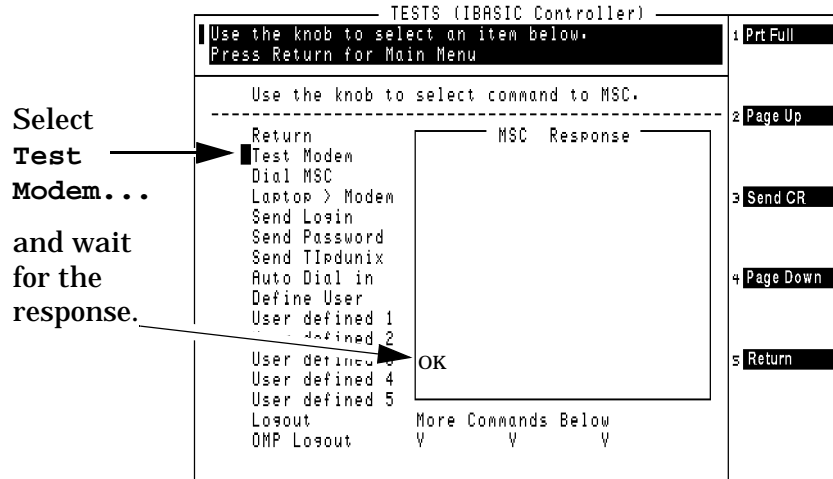 TESTS (IBASIC Controller)
Use the knob to select an item below.
Press Return for Main Menu
Use the knob to select command to MSC.
Select
Test
Modem...
and wait
for the
response.
Return
Test Modem
Dial MSC
Laptop > Modem
Send Login
Send Password
Send TIpdunix
Auto Dial in
Define User
User defined 1
defined 2
User defined
User defined 4
User defined 5
Logout
OMP Logout
MSC Response
OK
More Commands Below
V V V
1 Prt Full
2 Page Up
3 Send CR
4 Page Down
5 Return